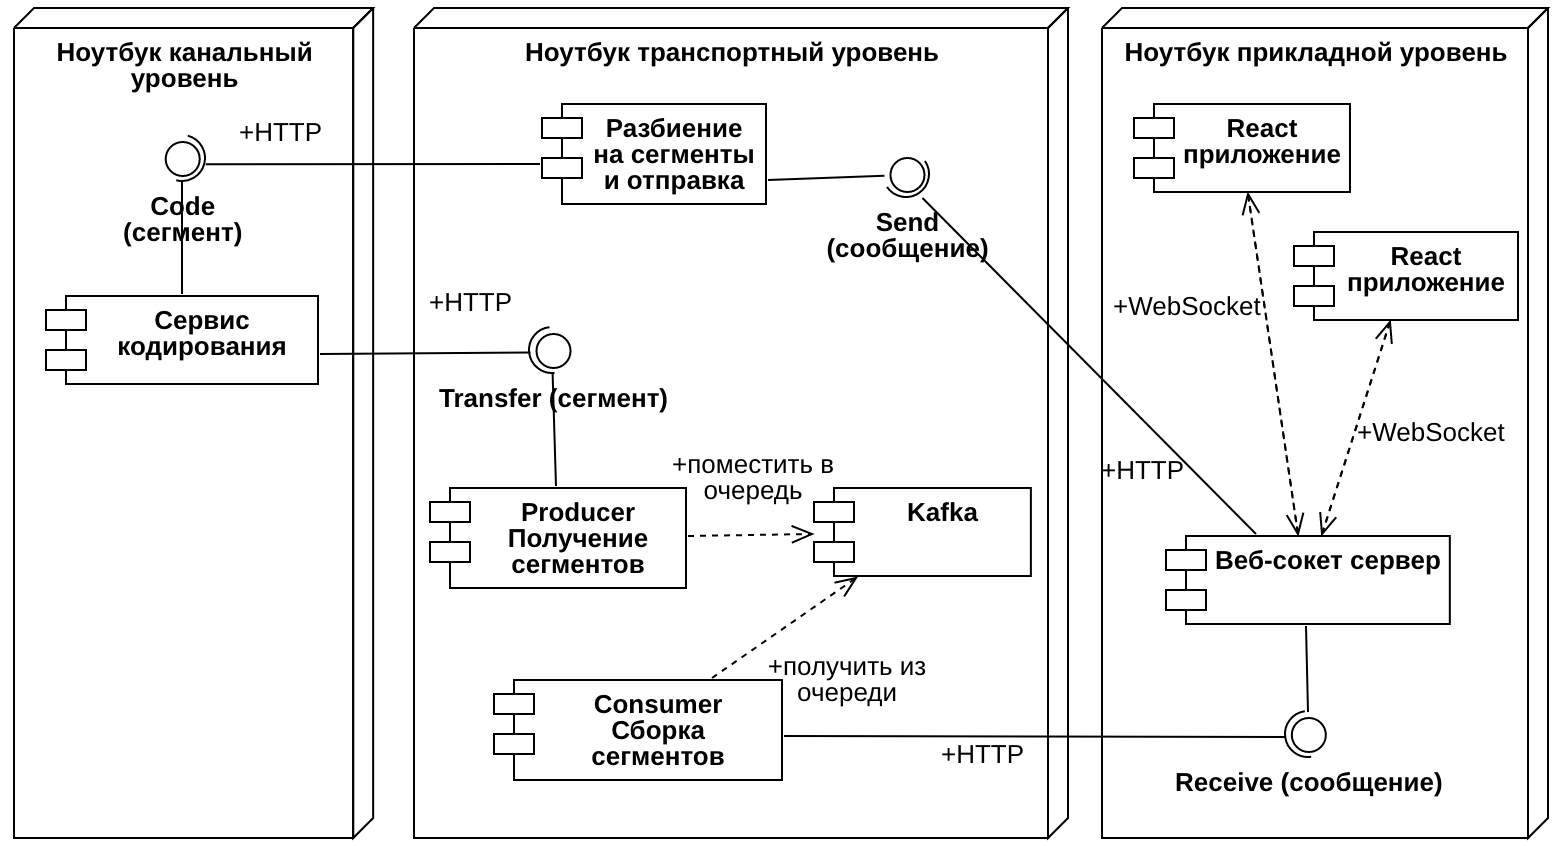 Ноутбук канальный
уровень
+HTTP
Code
(сегмент)
Сервис
кодирования
Ноутбук транспортный уровень
Разбиение
на сегменты
и отправка
Send
(сообщение)
+HTTP
Transfer (сегмент)
+поместить в
очередь
Producer
Получение
сегментов
Kafka
+получить из
очереди
Consumer
Сборка
сегментов
+HTTP
Ноутбук прикладной уровень
React
приложение
React
приложение
+WebSocket
+WebSocket
+HTTP
Веб-сокет сервер
Receive (сообщение)